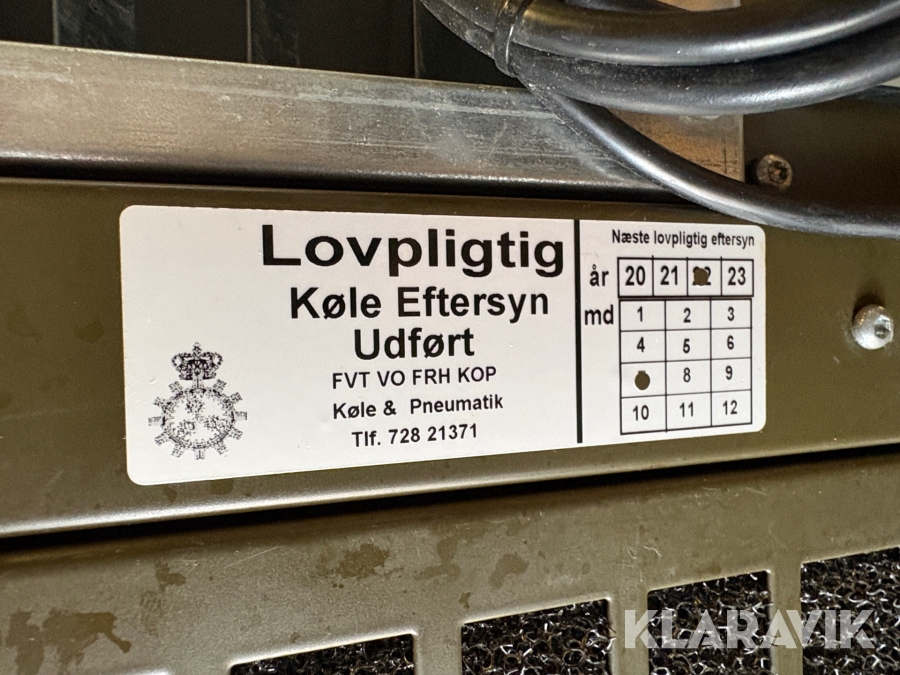 Lovpligtig
Køle Eftersyn
Udført
FVT VO FRH KOP
Køle & Pneumatik
Tlf. 728 21371
Næste lovpligtig eftersyn
år 20 21 23
md 1 2 3
4 5 6
8 9
10 11 12
KLARAVIK